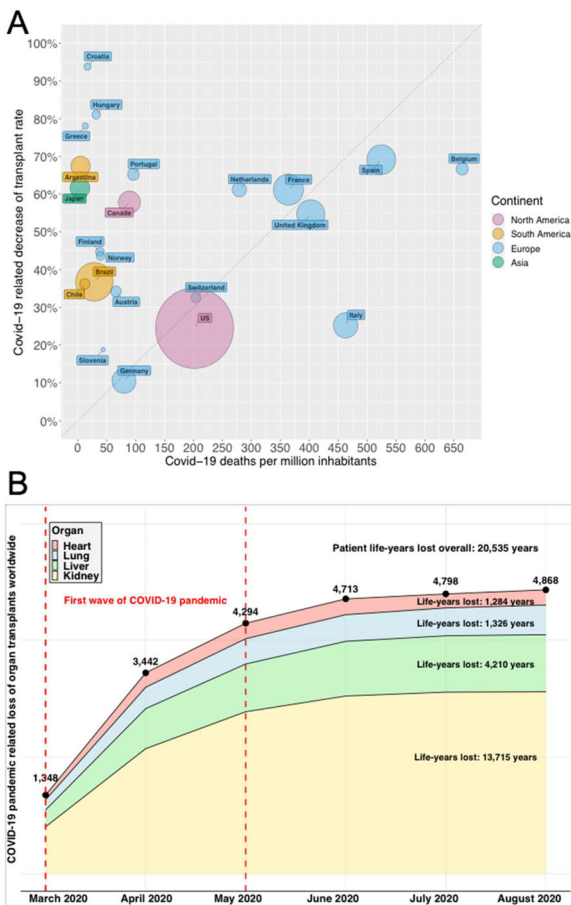 A
100%
90%
80%
70%
60%
50%
40%
30%
20%
10%
0%
Covid-19 related decrease of transplant rate
Croatia
Hungary
Greece
Argentina
Portugal
Japan
Canada
Netherlands
France
Spain
Belgium
United Kingdom
Finland
Norway
Brazil
Chile
Austria
Switzerland
US
Italy
Slovenia
Germany
Continent
North America
South America
Europe
Asia
0 50 100 150 200 250 300 350 400 450 500 550 600 650
Covid-19 deaths per million inhabitants
B
COVID-19 pandemic related loss of organ transplants worldwide
Organ
Heart
Lung
Liver
Kidney
First wave of COVID-19 pandemic
Patient life-years lost overall: 20,535 years
1,348
3,442
4,294
4,713
4,798
4,868
Life-years lost: 1,284 years
Life-years lost: 1,326 years
Life-years lost: 4,210 years
Life-years lost: 13,715 years
March 2020 April 2020 May 2020 June 2020 July 2020 August 2020